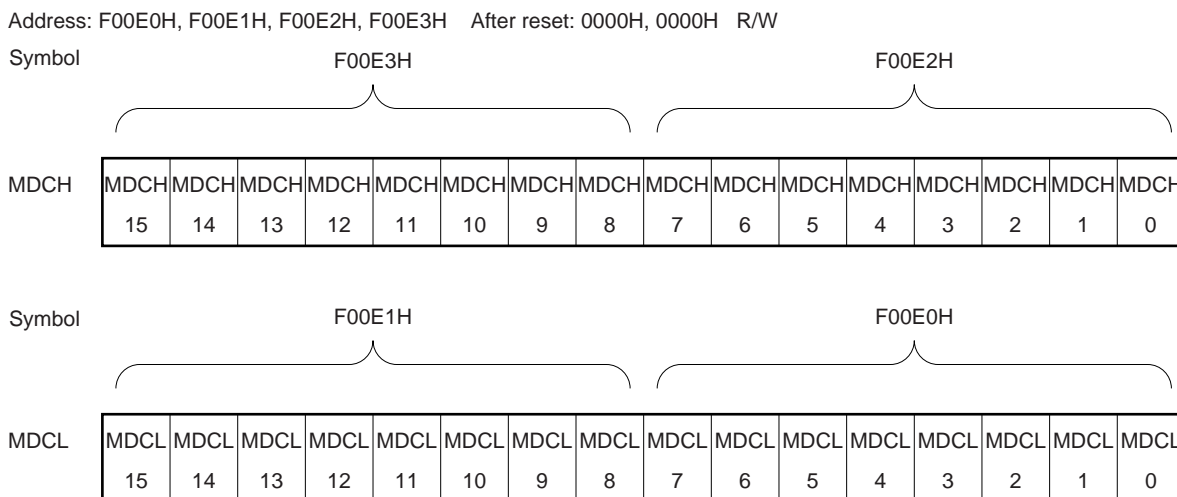 Address: F00E0H, F00E1H, F00E2H, F00E3H After reset: 0000H, 0000H R/W
Symbol F00E3H F00E2H
MDCH MDCH MDCH MDCH MDCH MDCH MDCH MDCH MDCH MDCH MDCH MDCH MDCH MDCH MDCH MDCH MDCH
15 14 13 12 11 10 9 8 7 6 5 4 3 2 1 0
Symbol F00E1H F00E0H
MDCL MDCL MDCL MDCL MDCL MDCL MDCL MDCL MDCL MDCL MDCL MDCL MDCL MDCL MDCL MDCL MDCL
15 14 13 12 11 10 9 8 7 6 5 4 3 2 1 0